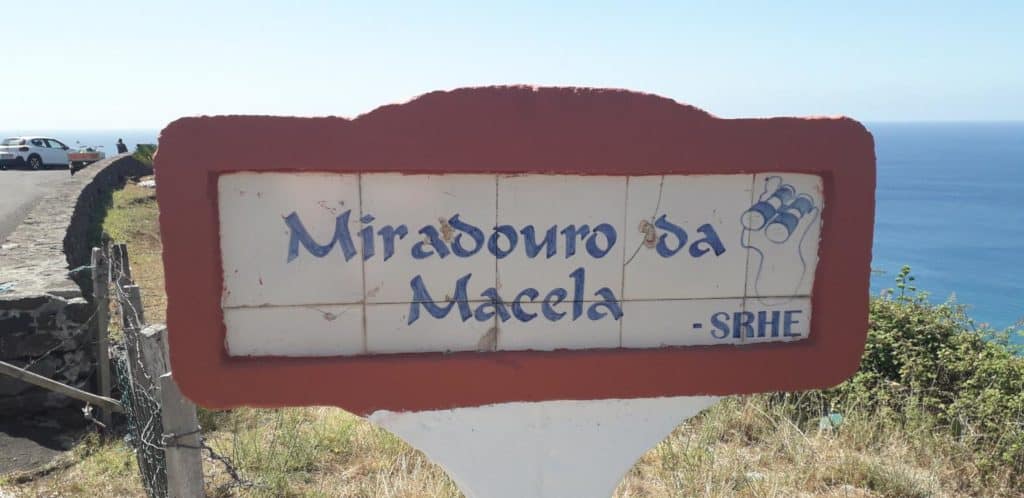 Miradouro da
Macela
- SRHE